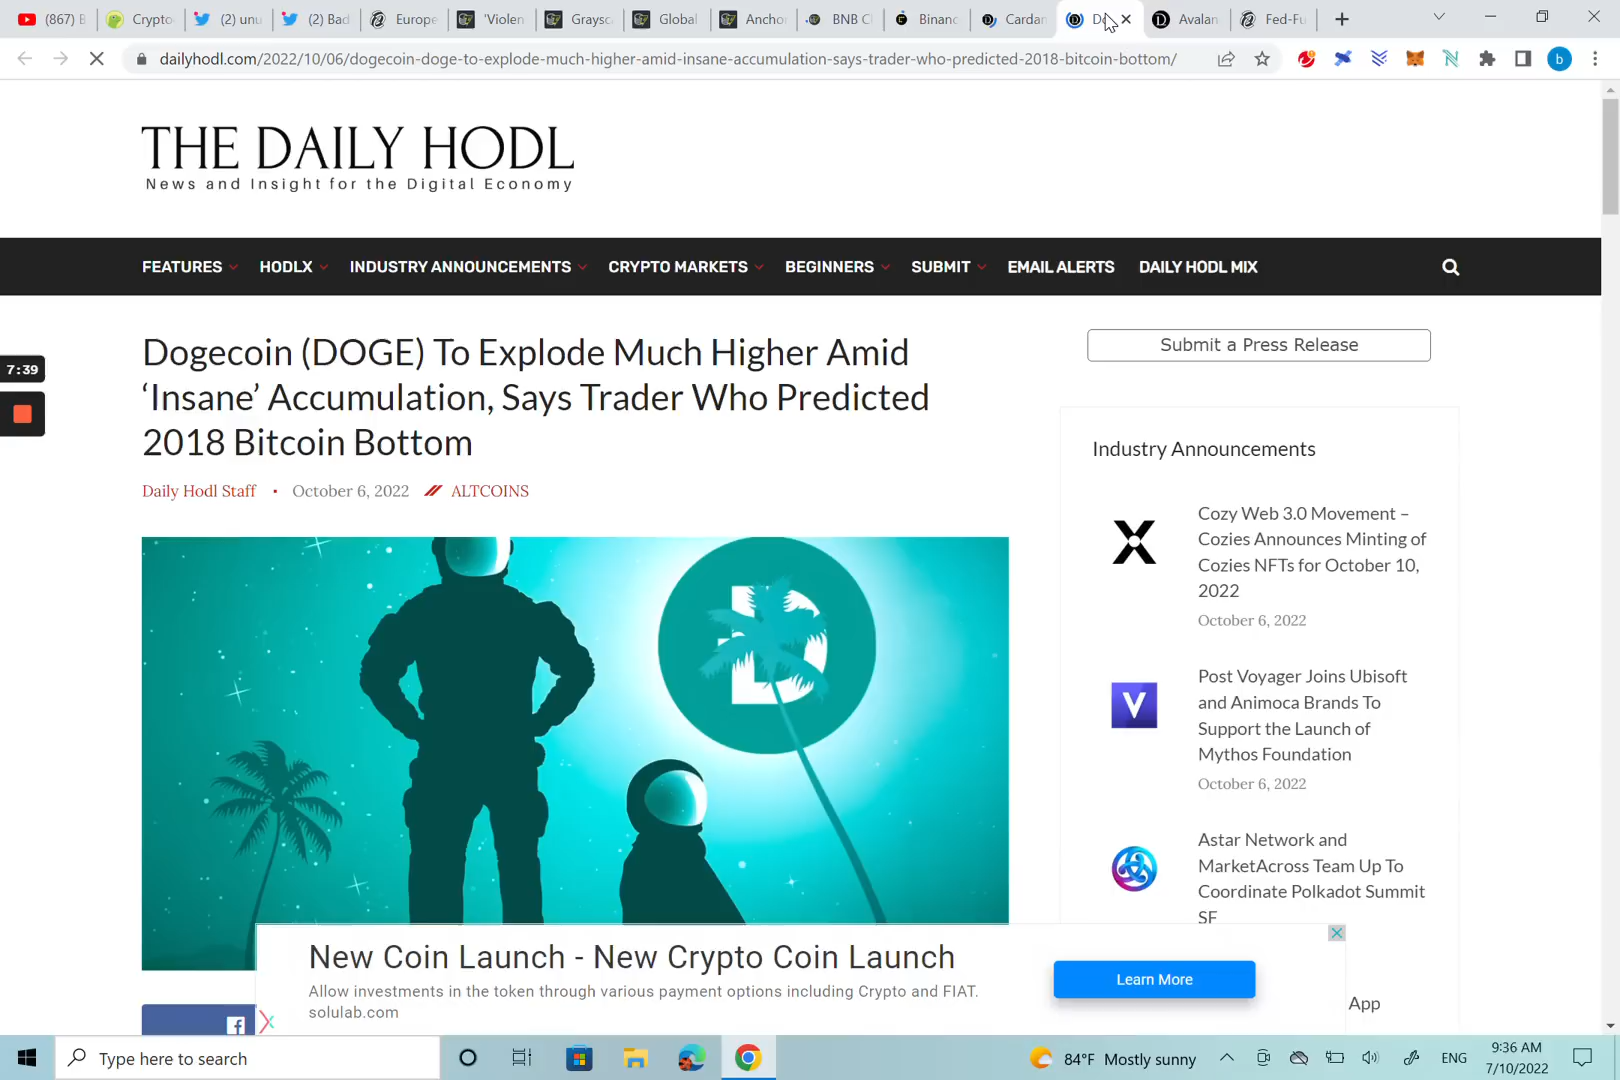 (867) B
Crypto
(2) unu
(2) Bad
Europe
'Violen
Graysc
Global
Ancho
BNB C
Binanc
Cardan
D
Avalan
Fed-Fu
dailyhodl.com/2022/10/06/dogecoin-doge-to-explode-much-higher-amid-insane-accumulation-says-trader-who-predicted-2018-bitcoin-bottom/
b
THE DAILY HODL
News and Insight for the Digital Economy
FEATURES HODLX INDUSTRY ANNOUNCEMENTS CRYPTO MARKETS BEGINNERS SUBMIT EMAIL ALERTS DAILY HODL MIX
Dogecoin (DOGE) To Explode Much Higher Amid
‘Insane’ Accumulation, Says Trader Who Predicted
2018 Bitcoin Bottom
Daily Hodl Staff • October 6, 2022 ALTCOINS
7:39
Submit a Press Release
Industry Announcements
Cozy Web 3.0 Movement –
Cozies Announces Minting of
Cozies NFTs for October 10,
2022
October 6, 2022
Post Voyager Joins Ubisoft
and Animoca Brands To
Support the Launch of
Mythos Foundation
October 6, 2022
Astar Network and
MarketAcross Team Up To
Coordinate Polkadot Summit
SF
App
New Coin Launch - New Crypto Coin Launch
Allow investments in the token through various payment options including Crypto and FIAT.
solulab.com
Learn More
Type here to search
84°F Mostly sunny
ENG
9:36 AM
7/10/2022